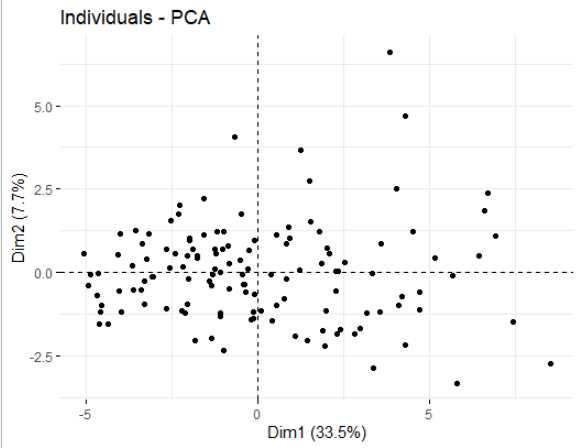 Individuals - PCA
5.0
2.5
0.0
-2.5
Dim2 (7.7%)
-5
0
5
Dim1 (33.5%)